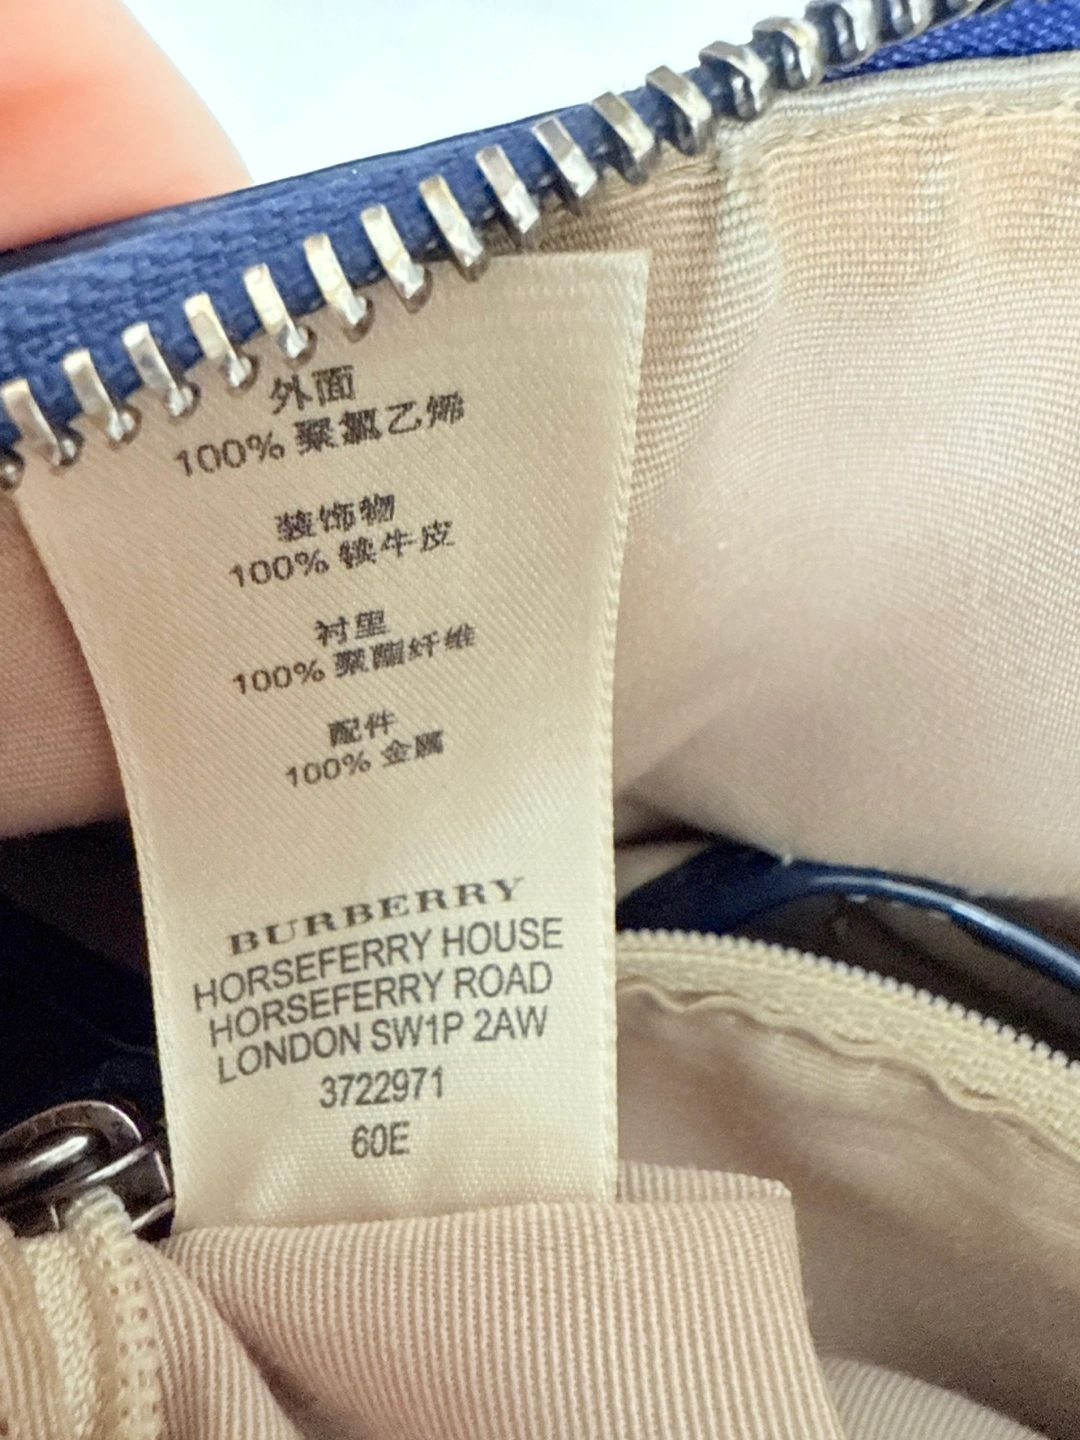 外面
100% 聚氯乙烯
装饰物
100% 犊牛皮
衬里
100% 聚酯纤维
配件
100% 金属
BURBERRY
HORSEFERRY HOUSE
HORSEFERRY ROAD
LONDON SW1P 2AW
3722971
60E